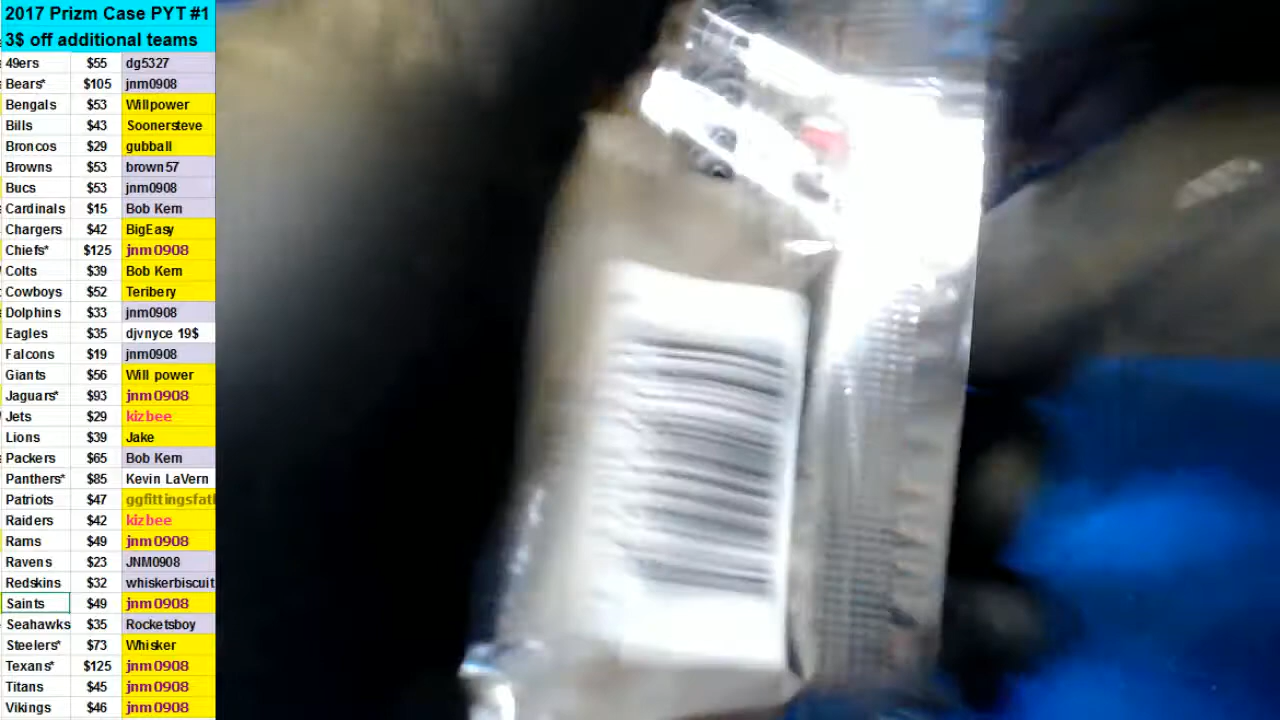 2017 Prizm Case PYT #1
3$ off additional teams
49ers $55 dg5327
Bears* $105 jnm0908
Bengals $53 Willpower
Bills $43 Soonersteve
Broncos $29 gubball
Browns $53 brown57
Bucs $53 jnm0908
Cardinals $15 Bob Kern
Chargers $42 BigEasy
Chiefs* $125 jnm0908
Colts $39 Bob Kern
Cowboys $52 Teribery
Dolphins $33 jnm0908
Eagles $35 djvnyce 19$
Falcons $19 jnm0908
Giants $56 Will power
Jaguars* $93 jnm0908
Jets $29 kizbee
Lions $39 Jake
Packers $65 Bob Kern
Panthers* $85 Kevin LaVern
Patriots $47 ggfittingsfat
Raiders $42 kizbee
Rams $49 jnm0908
Ravens $23 JNM0908
Redskins $32 whiskerbiscuit
Saints $49 jnm0908
Seahawks $35 Rocketsboy
Steelers* $73 Whisker
Texans* $125 jnm0908
Titans $45 jnm0908
Vikings $46 jnm0908